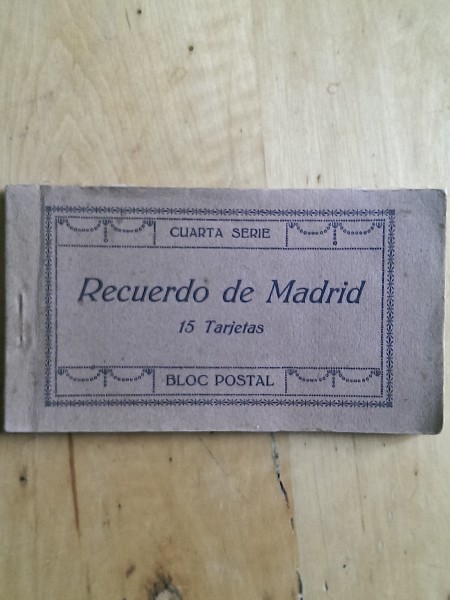 CUARTA SERIE
Recuerdo de Madrid
15 Tarjetas
BLOC POSTAL